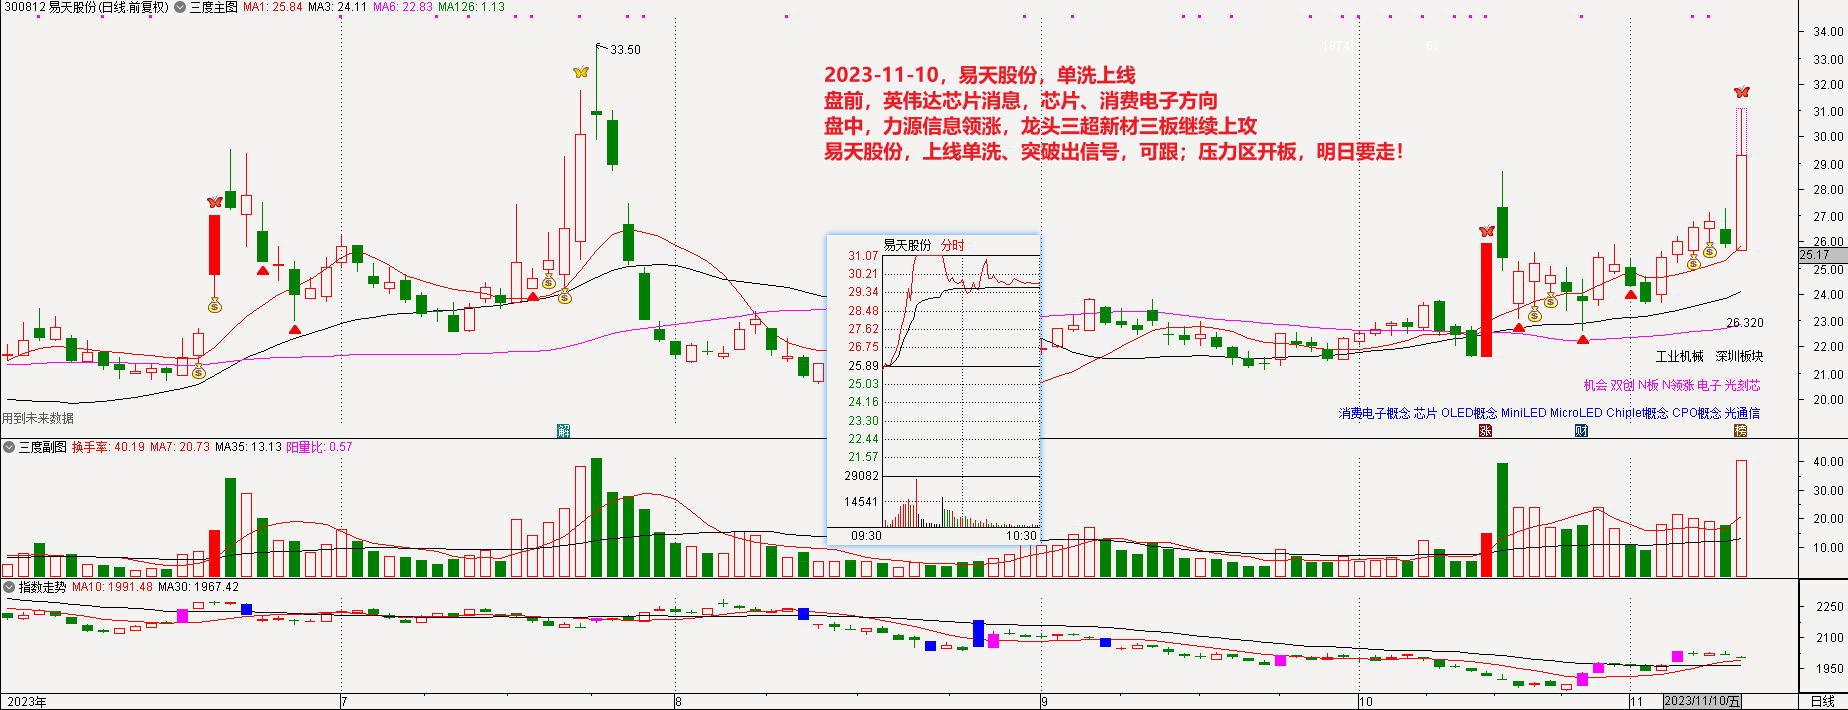 300812 易天股份(日线.前复权) 三度主图 MA1: 25.84 MA3: 24.11 MA6: 22.83 MA126: 1.13
33.50
1974 61
2023-11-10，易天股份，单洗上线
盘前，英伟达芯片消息，芯片、消费电子方向
盘中，力源信息领涨，龙头三超新材三板继续上攻
易天股份，上线单洗、突破出信号，可跟；压力区开板，明日要走！
34.00
33.00
32.00
31.00
30.00
29.00
28.00
27.00
26.00
25.17
25.00
24.00
23.00
22.00
21.00
20.00
易天股份 分时
31.07
30.21
29.34
28.48
27.62
26.75
25.89
25.03
24.16
23.30
22.44
21.57
29082
14541
09:30 10:30
26.320
工业机械 深圳板块
机会 双创 N板 N领涨 电子 光刻芯
消费电子概念 芯片 OLED概念 MiniLED MicroLED Chiplet概念 CPO概念 光通信
用到未来数据
解 涨 财 榜
三度副图 换手率: 40.19 MA7: 20.73 MA35: 13.13 阳量比: 0.57
40.00
30.00
20.00
10.00
指数走势 MA10: 1991.48 MA30: 1967.42
2250
2100
1950
2023年 7 8 9 10 11 2023/11/10/五 日线